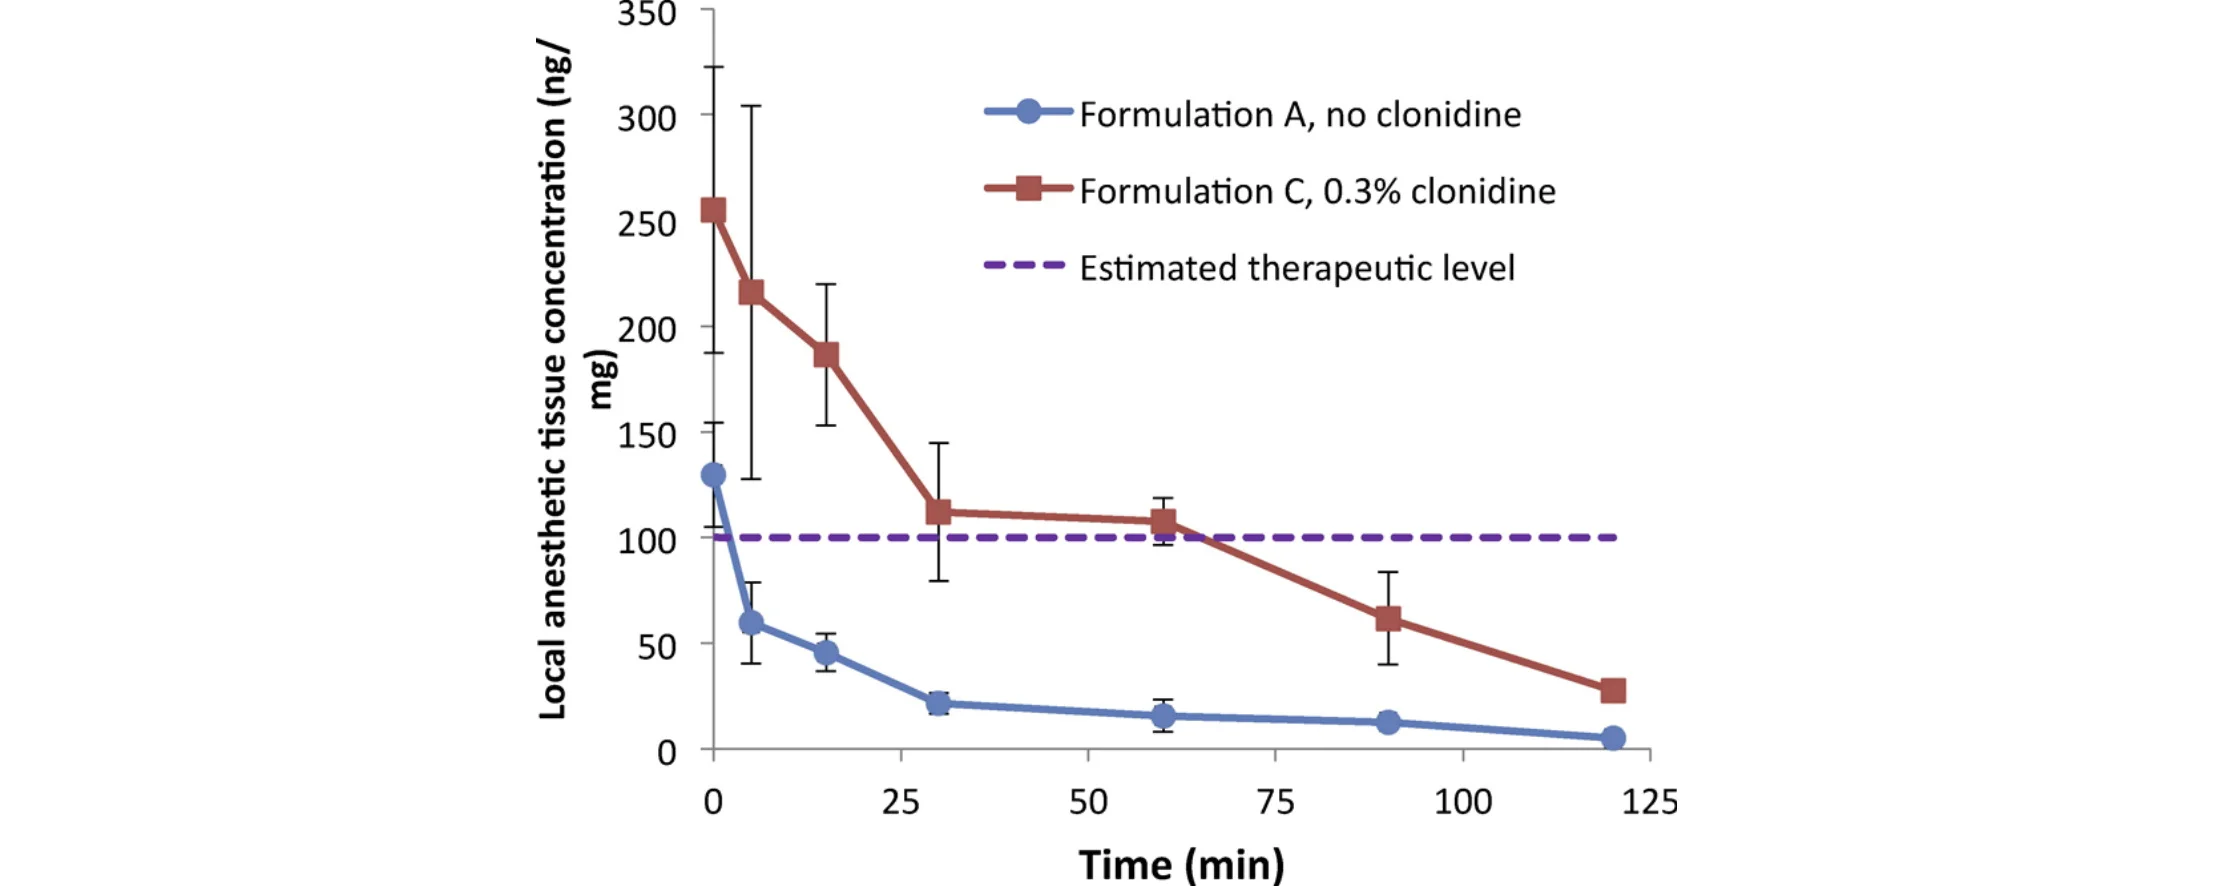 Local anesthetic tissue concentration (ng/
mg)
350
300
250
200
150
100
50
0
Formulation A, no clonidine
Formulation C, 0.3% clonidine
Estimated therapeutic level
0 25 50 75 100 125
Time (min)